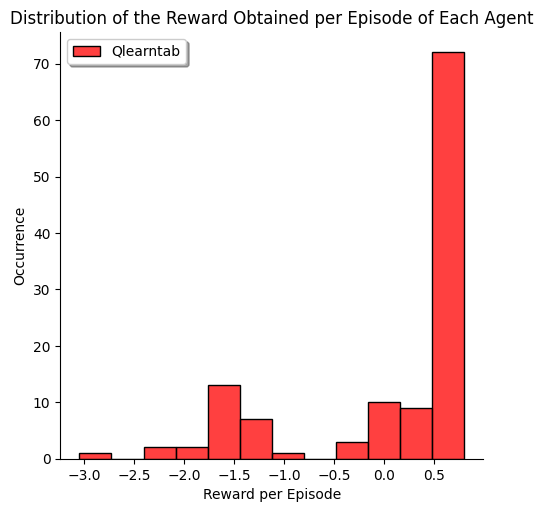 Distribution of the Reward Obtained per Episode of Each Agent
Qlearntab
Occurrence
70
60
50
40
30
20
10
0
−3.0 −2.5 −2.0 −1.5 −1.0 −0.5 0.0 0.5
Reward per Episode